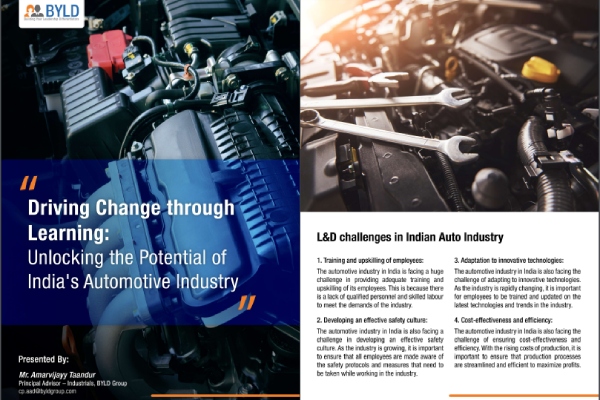 BYLD
Driving Change through
Learning:
Unlocking the Potential of
India's Automotive Industry
Presented By:
Mr. Amarvijayy Taandur
Principal Advisor – Industrials, BYLD Group
cp.aad@byldgroup.com
L&D challenges in Indian Auto Industry
1. Training and upskilling of employees:
The automotive industry in India is facing a huge
challenge in providing adequate training and
upskilling of its employees. This is because there
is a lack of qualified personnel and skilled labour
to meet the demands of the industry.
2. Developing an effective safety culture:
The automotive industry in India is also facing a
challenge in developing an effective safety
culture. As the industry is growing, it is important
to ensure that all employees are made aware of
the safety protocols and measures that need to
be taken while working in the industry.
3. Adaptation to innovative technologies:
The automotive industry in India is also facing the
challenge of adapting to innovative technologies.
As the industry is rapidly changing, it is important
for employees to be trained and updated on the
latest technologies and trends in the industry.
4. Cost-effectiveness and efficiency:
The automotive industry in India is also facing the
challenge of ensuring cost-effectiveness and
efficiency. With the rising costs of production, it is
important to ensure that production processes
are streamlined and efficient to maximize profits.